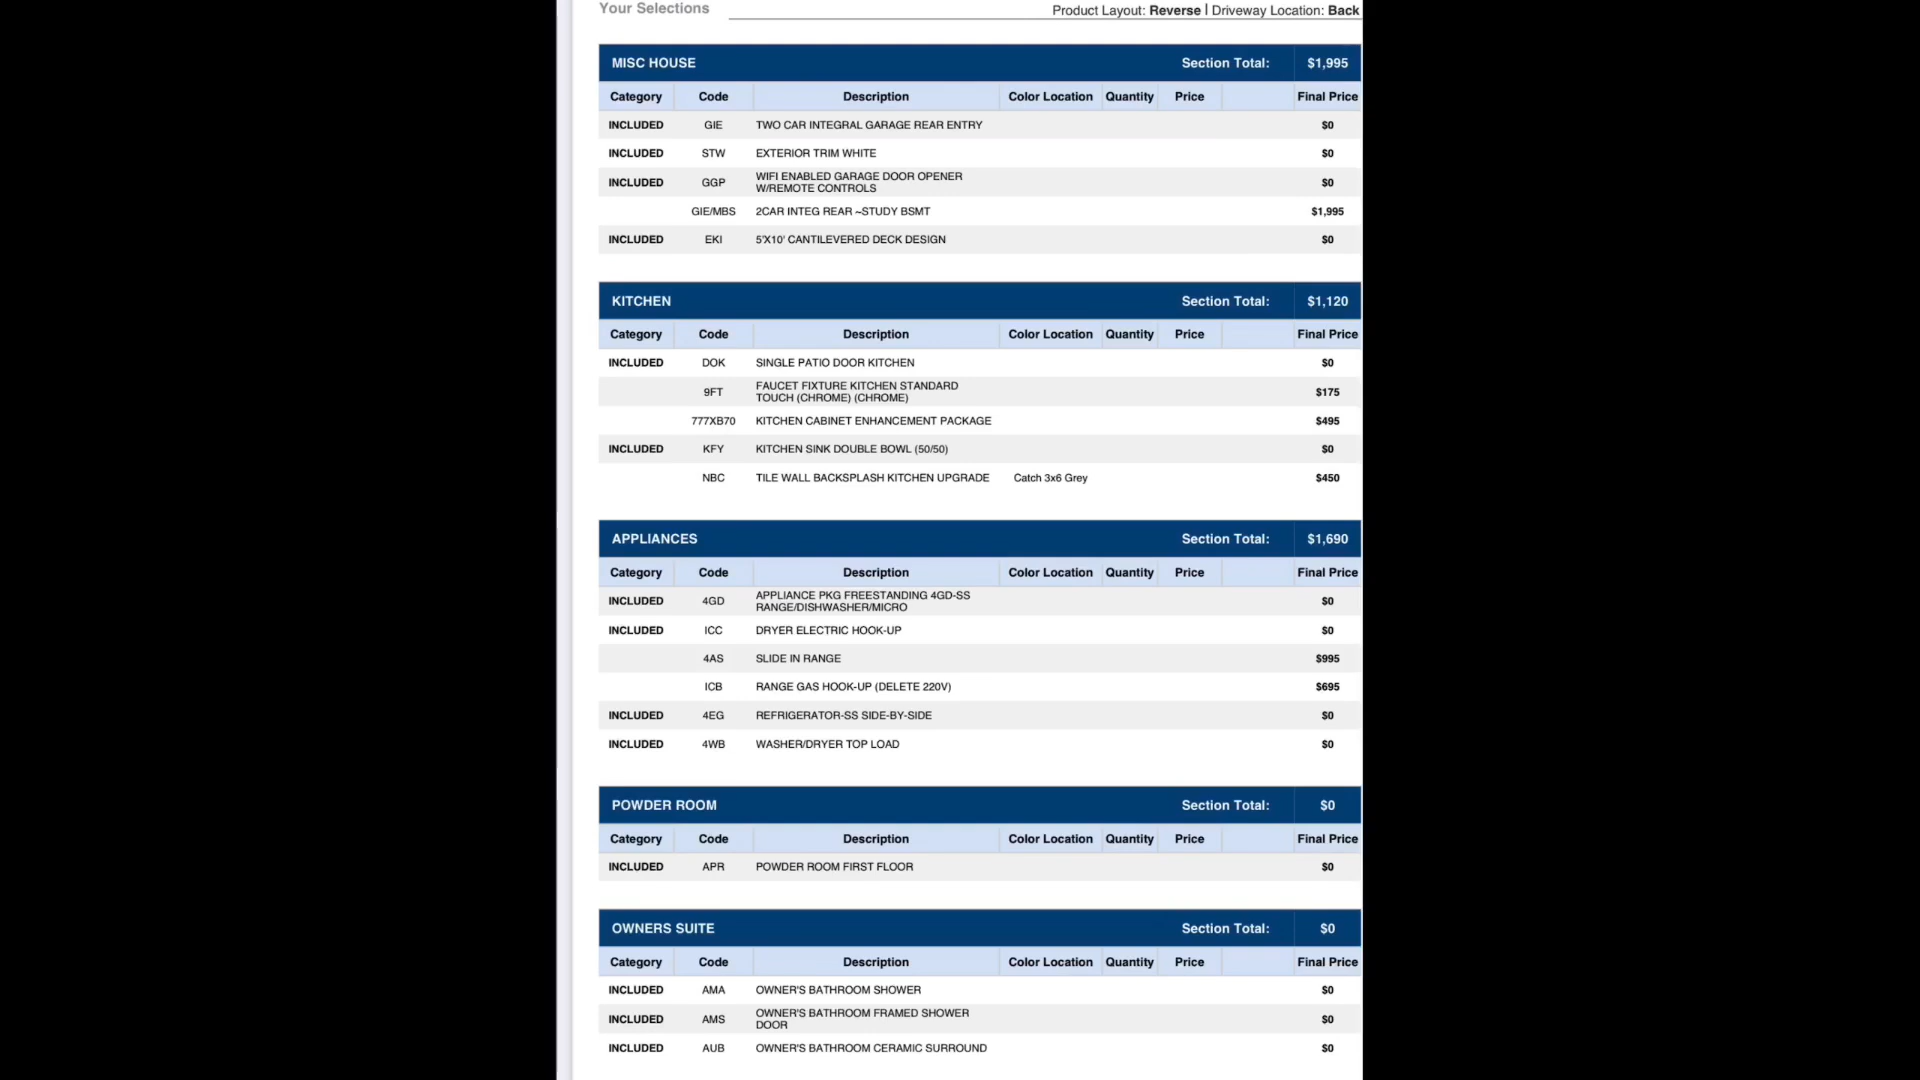 Your Selections
Product Layout: Reverse | Driveway Location: Back
MISC HOUSE Section Total: $1,995
Category Code Description Color Location Quantity Price Final Price
INCLUDED GIE TWO CAR INTEGRAL GARAGE REAR ENTRY $0
INCLUDED STW EXTERIOR TRIM WHITE $0
INCLUDED GGP WIFI ENABLED GARAGE DOOR OPENER $0
W/REMOTE CONTROLS
GIE/MBS 2CAR INTEG REAR ~STUDY BSMT $1,995
INCLUDED EKI 5'X10' CANTILEVERED DECK DESIGN $0
KITCHEN Section Total: $1,120
Category Code Description Color Location Quantity Price Final Price
INCLUDED DOK SINGLE PATIO DOOR KITCHEN $0
9FT FAUCET FIXTURE KITCHEN STANDARD $175
TOUCH (CHROME) (CHROME)
777XB70 KITCHEN CABINET ENHANCEMENT PACKAGE $495
INCLUDED KFY KITCHEN SINK DOUBLE BOWL (50/50) $0
NBC TILE WALL BACKSPLASH KITCHEN UPGRADE Catch 3x6 Grey $450
APPLIANCES Section Total: $1,690
Category Code Description Color Location Quantity Price Final Price
INCLUDED 4GD APPLIANCE PKG FREESTANDING 4GD-SS $0
RANGE/DISHWASHER/MICRO
INCLUDED ICC DRYER ELECTRIC HOOK-UP $0
4AS SLIDE IN RANGE $995
ICB RANGE GAS HOOK-UP (DELETE 220V) $695
INCLUDED 4EG REFRIGERATOR-SS SIDE-BY-SIDE $0
INCLUDED 4WB WASHER/DRYER TOP LOAD $0
POWDER ROOM Section Total: $0
Category Code Description Color Location Quantity Price Final Price
INCLUDED APR POWDER ROOM FIRST FLOOR $0
OWNERS SUITE Section Total: $0
Category Code Description Color Location Quantity Price Final Price
INCLUDED AMA OWNER'S BATHROOM SHOWER $0
INCLUDED AMS OWNER'S BATHROOM FRAMED SHOWER $0
DOOR
INCLUDED AUB OWNER'S BATHROOM CERAMIC SURROUND $0